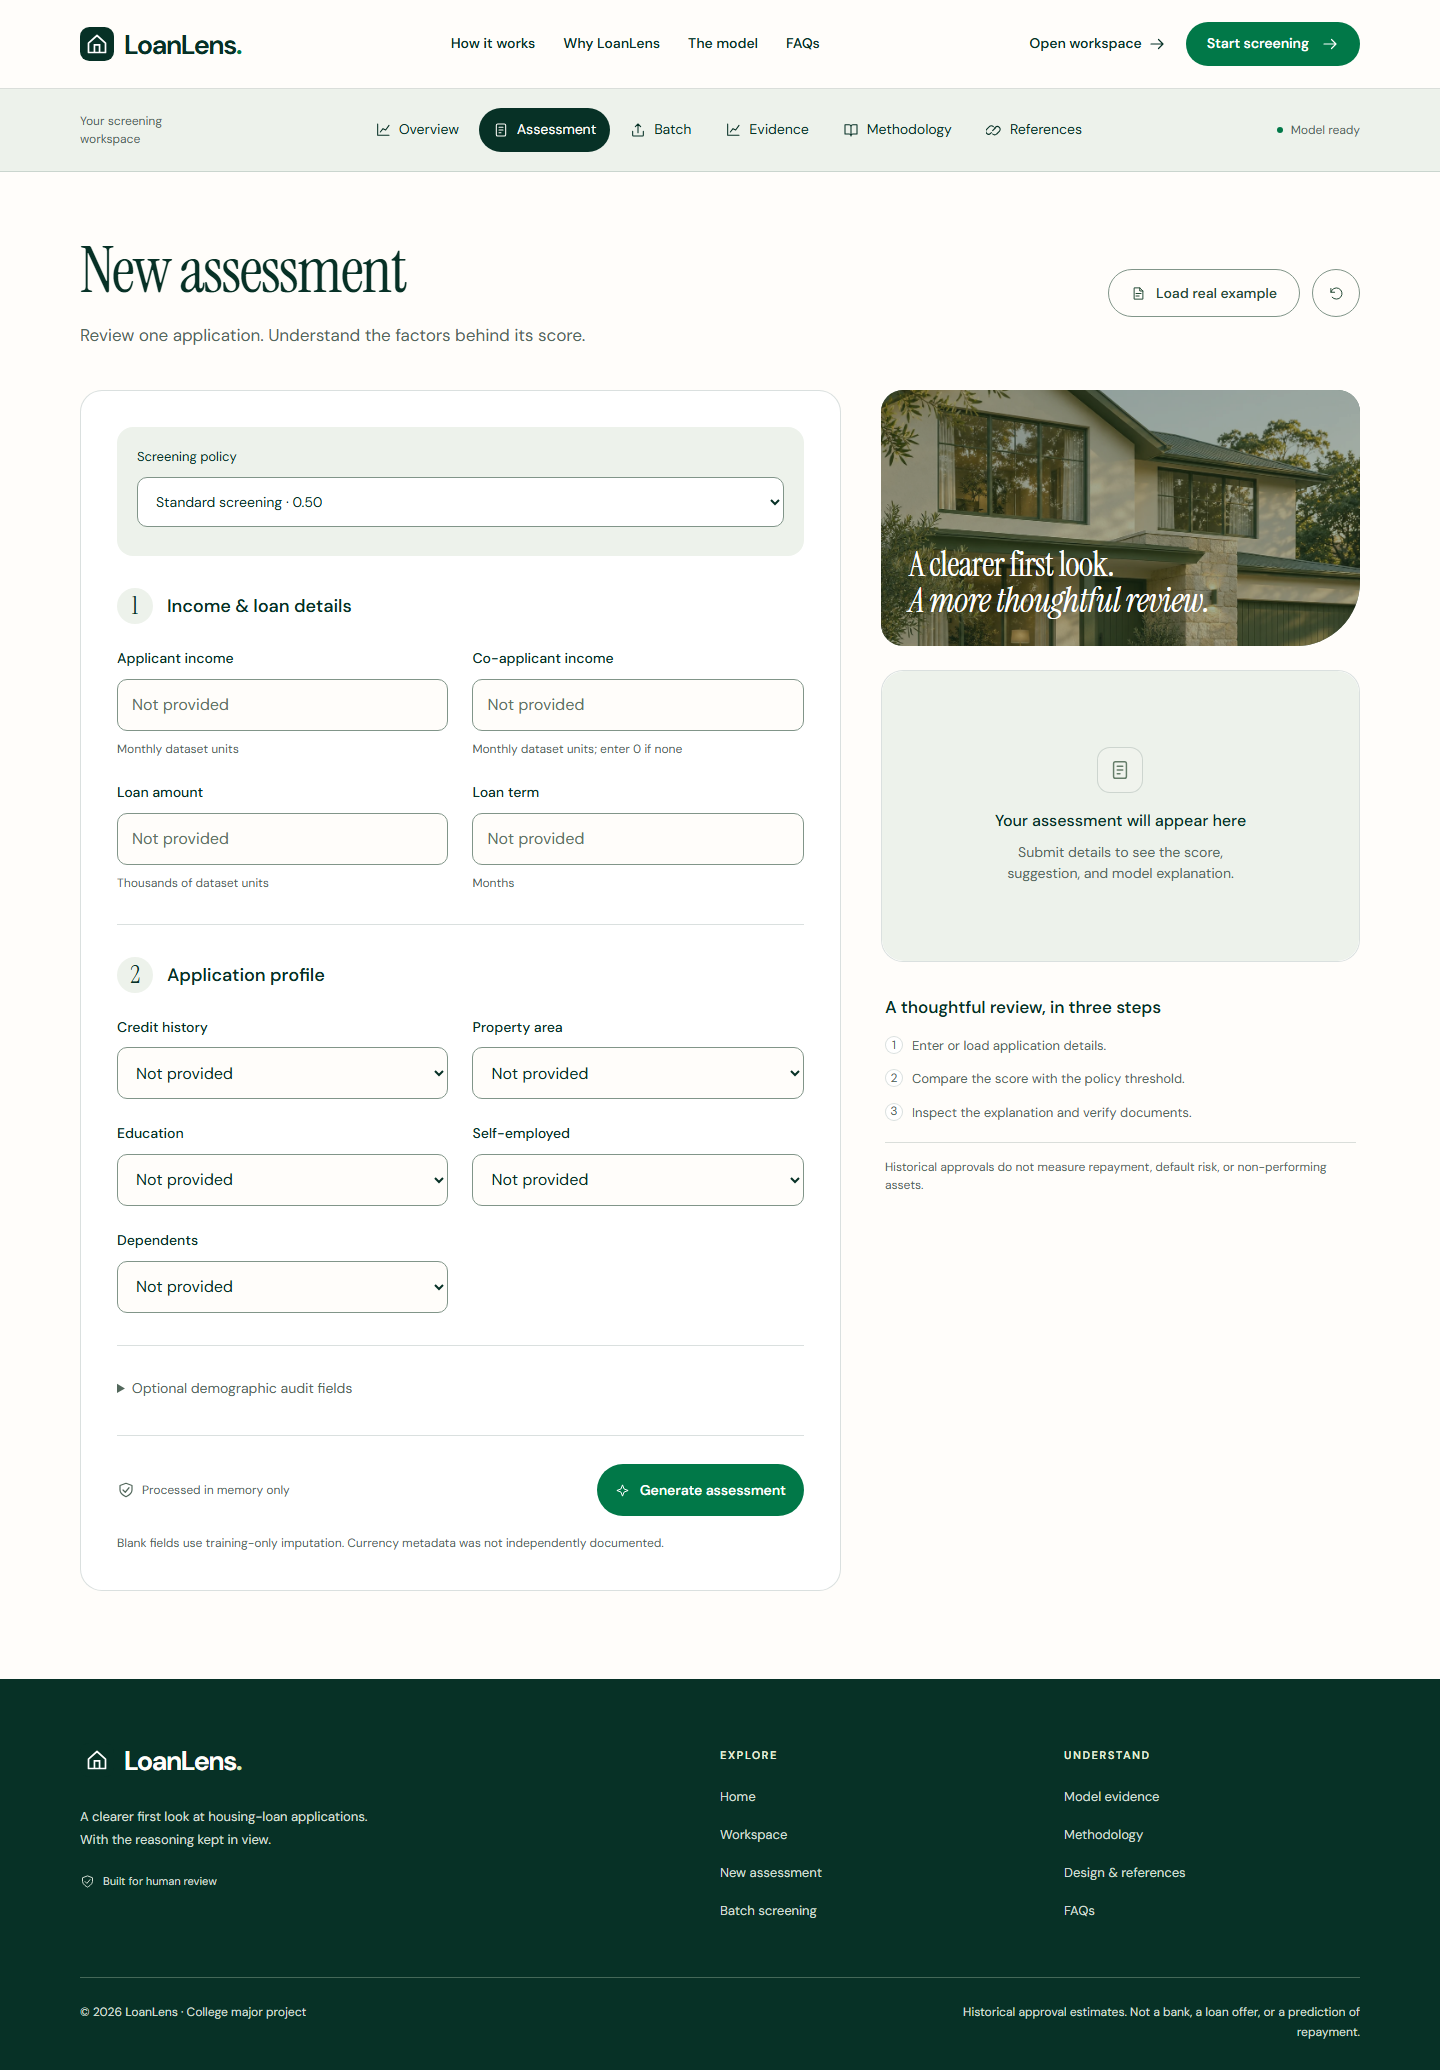 LoanLens.
How it works
Why LoanLens
The model
FAQs
Open workspace
Start screening
Your screening
workspace
Overview
Assessment
Batch
Evidence
Methodology
References
Model ready
New assessment
Review one application. Understand the factors behind its score.
Load real example
Screening policy
Standard screening · 0.50
1
Income & loan details
Applicant income
Co-applicant income
Not provided
Not provided
Monthly dataset units
Monthly dataset units; enter 0 if none
Loan amount
Loan term
Not provided
Not provided
Thousands of dataset units
Months
2
Application profile
Credit history
Property area
Not provided
Not provided
Education
Self-employed
Not provided
Not provided
Dependents
Not provided
Optional demographic audit fields
Processed in memory only
Generate assessment
Blank fields use training-only imputation. Currency metadata was not independently documented.
A clearer first look.
A more thoughtful review.
Your assessment will appear here
Submit details to see the score,
suggestion, and model explanation.
A thoughtful review, in three steps
1 Enter or load application details.
2 Compare the score with the policy threshold.
3 Inspect the explanation and verify documents.
Historical approvals do not measure repayment, default risk, or non-performing
assets.
LoanLens.
A clearer first look at housing-loan applications.
With the reasoning kept in view.
Built for human review
EXPLORE
Home
Workspace
New assessment
Batch screening
UNDERSTAND
Model evidence
Methodology
Design & references
FAQs
© 2026 LoanLens · College major project
Historical approval estimates. Not a bank, a loan offer, or a prediction of
repayment.